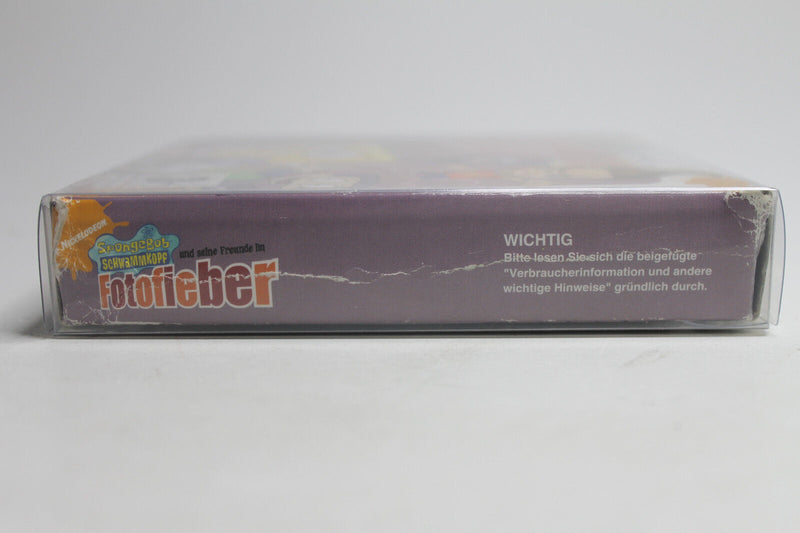 NICKELODEON
SpongeBob
SCHWAMMKOPF
und seine Freunde im
Fotofieber
WICHTIG
Bitte lesen Sie sich die beigefügte
"Verbraucherinformation und andere
wichtige Hinweise" gründlich durch.